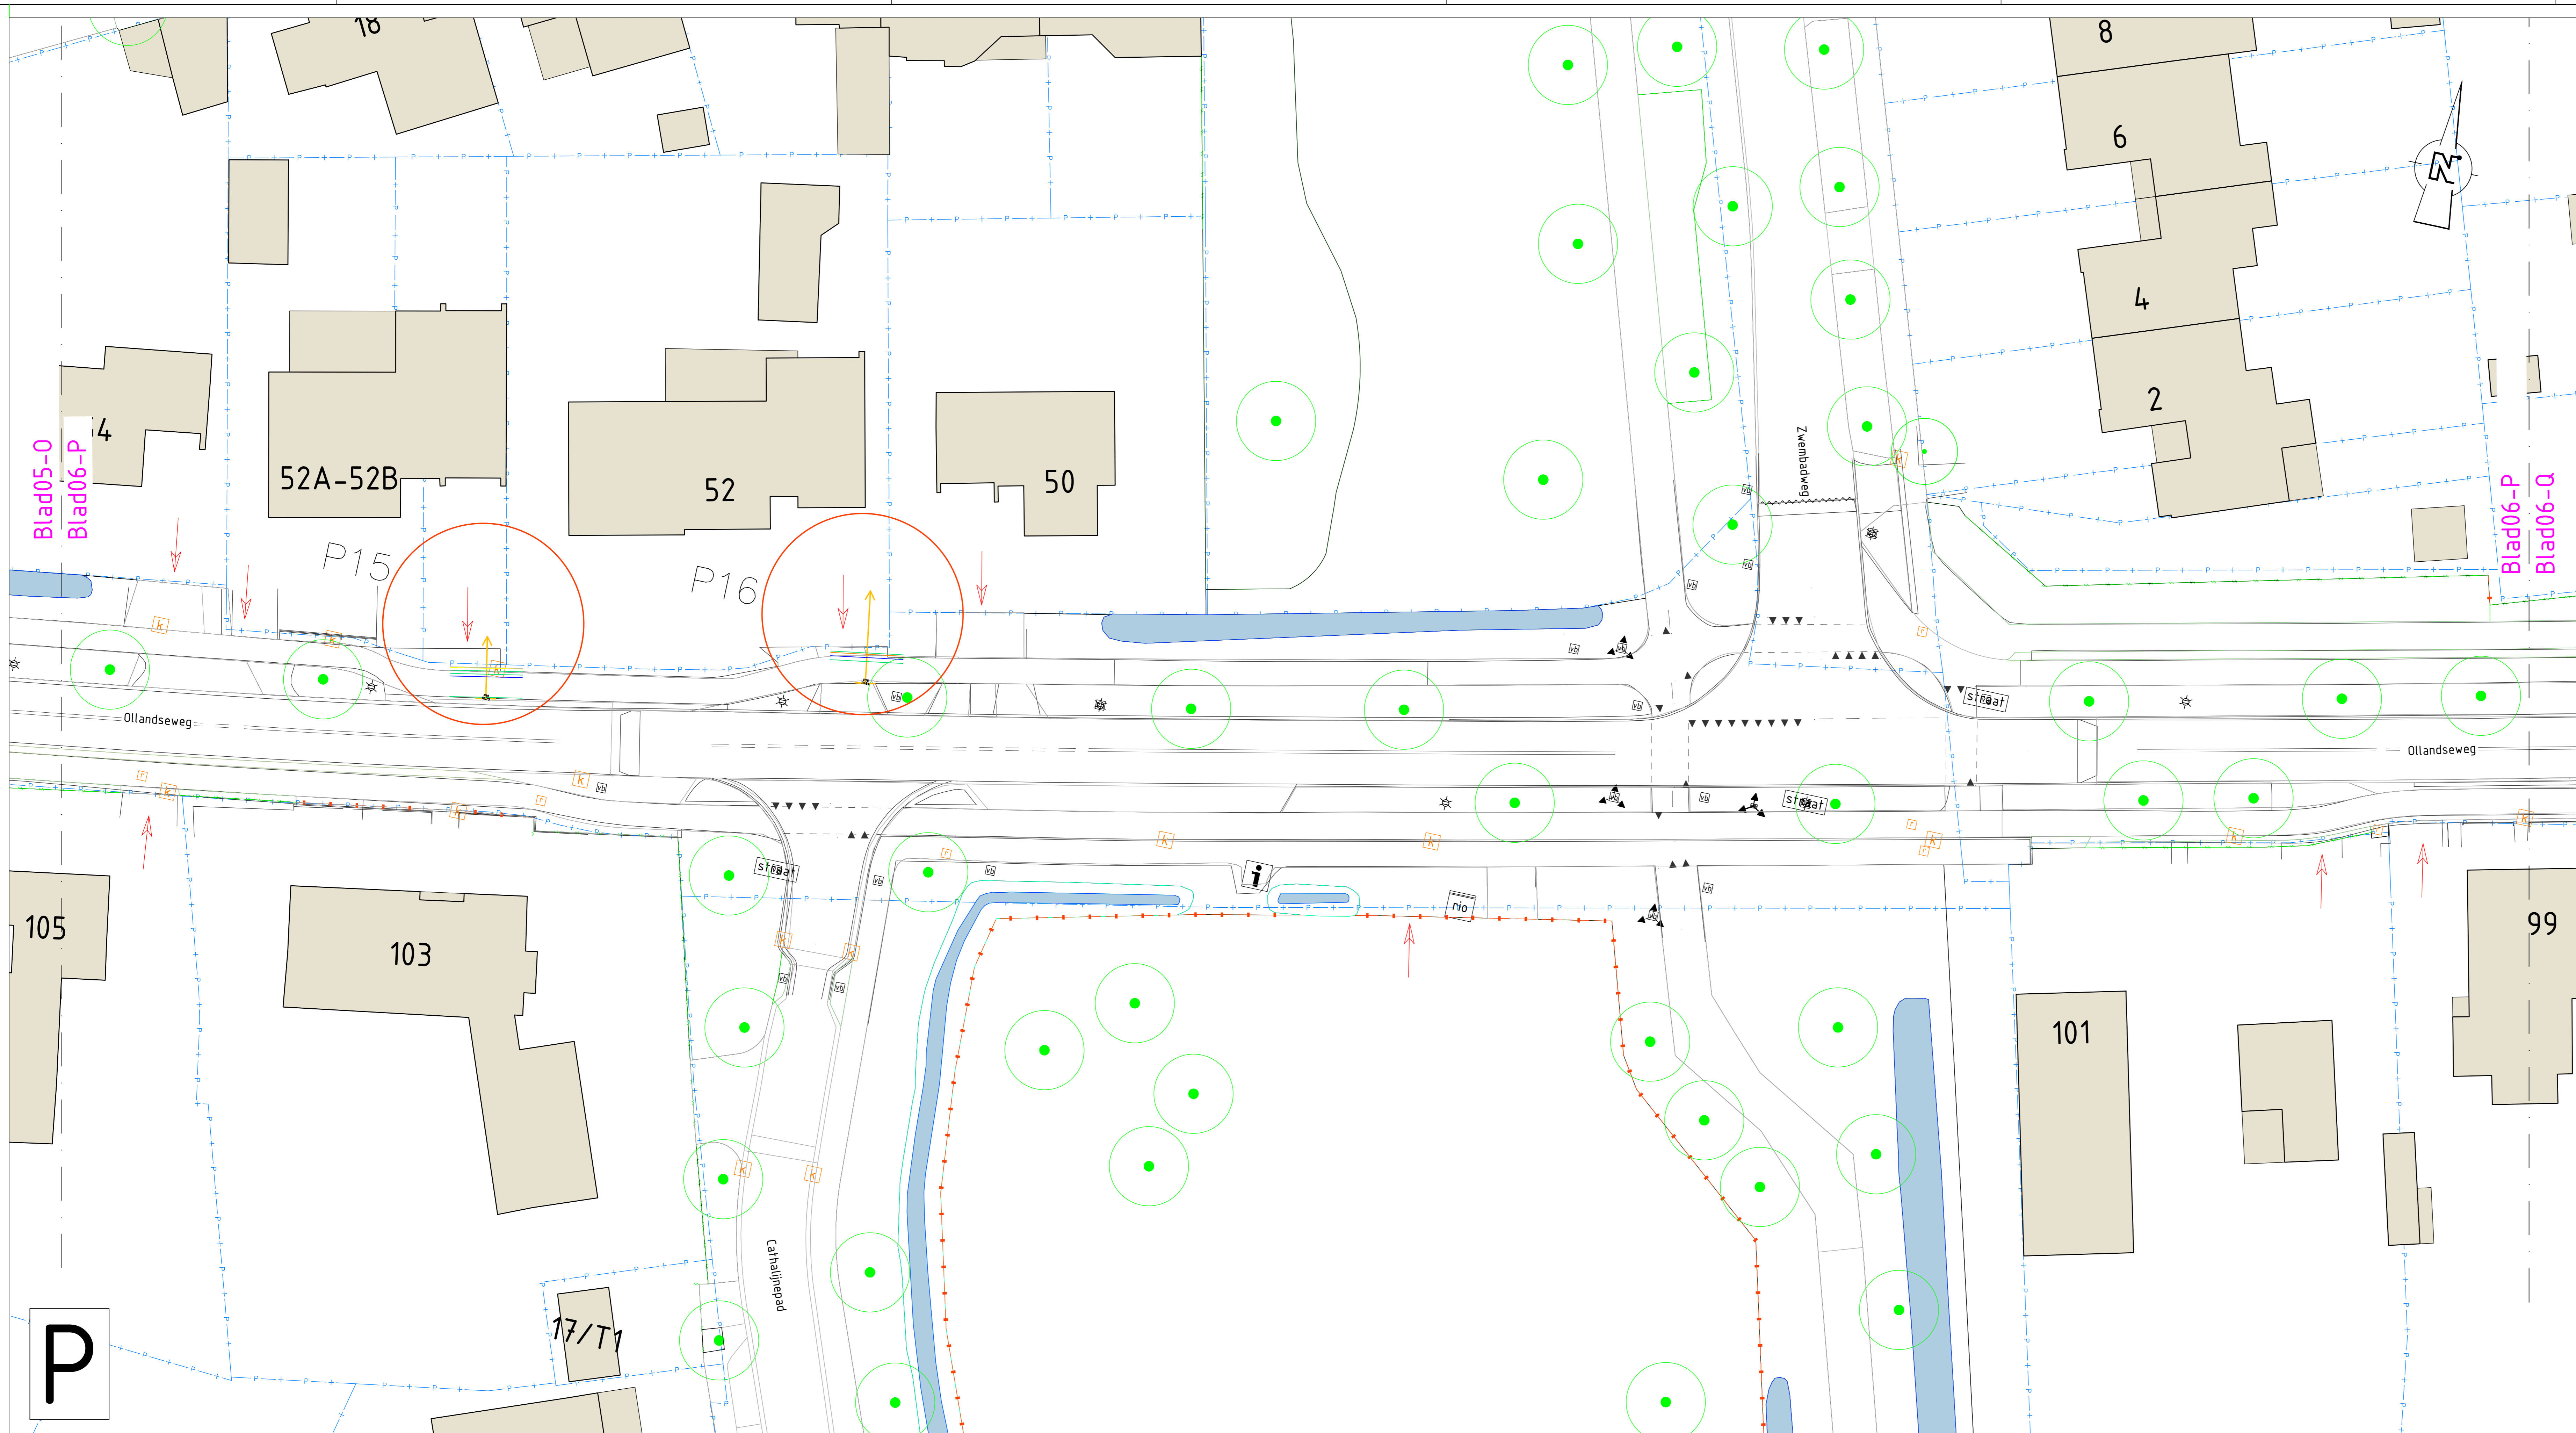 18
8
6
4
2
52A-52B
52
50
Blad05-O
Blad06-P
Blad06-P
Blad06-Q
P15
P16
Zwembadweg
Ollandseweg
Ollandseweg
straat
straat
straat
i
rio
105
103
101
99
Cathalijnepad
17/T1
P